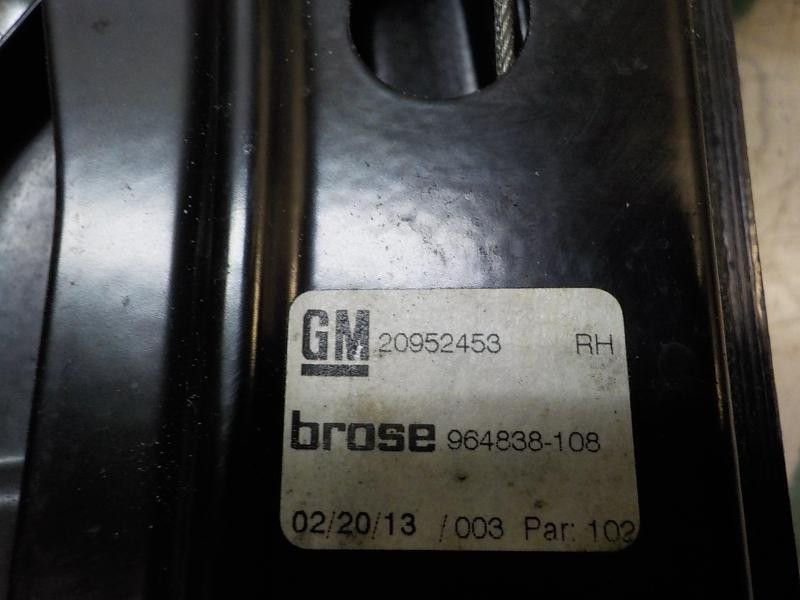 GM 20952453 RH
brose 964838-108
02/20/13 /003 Par: 102